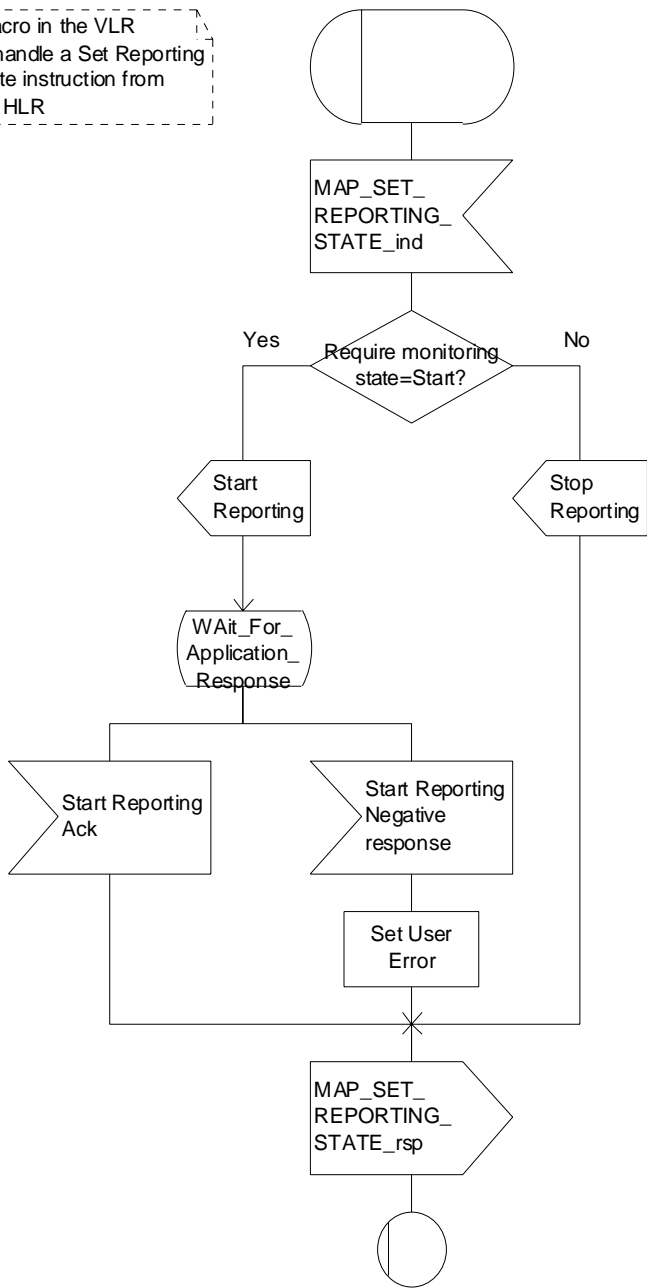 acro in the VLR
handle a Set Reporting
te instruction from
HLR
MAP_SET_
REPORTING_
STATE_ind
Yes
Require monitoring
state=Start?
No
Start
Reporting
Stop
Reporting
WAit_For_
Application_
Response
Start Reporting
Ack
Start Reporting
Negative
response
Set User
Error
MAP_SET_
REPORTING_
STATE_rsp